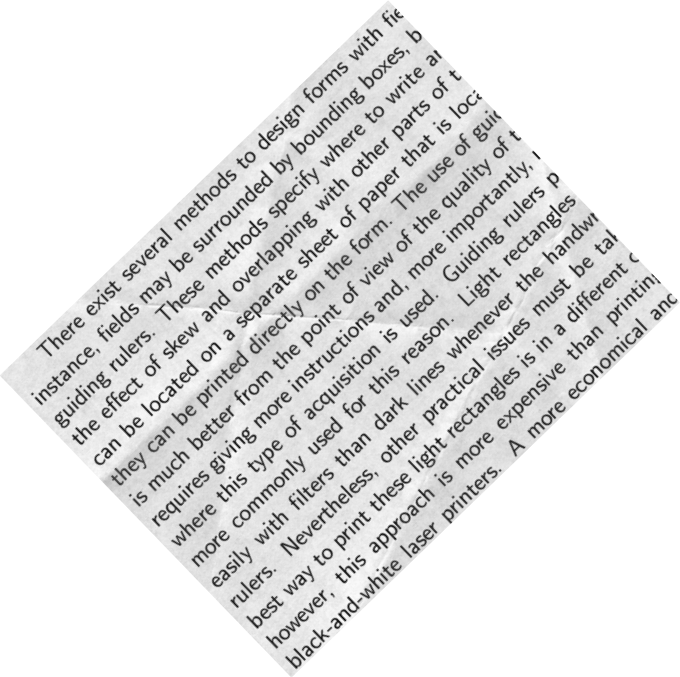 There exist several methods to design forms with fie
instance, fields may be surrounded by bounding boxes, b
guiding rulers. These methods specify where to write ar
the effect of skew and overlapping with other parts of t
can be located on a separate sheet of paper that is loca
they can be printed directly on the form. The use of guid
is much better from the point of view of the quality of t
requires giving more instructions and, more importantly,
where this type of acquisition is used. Guiding rulers p
more commonly used for this reason. Light rectangles
easily with filters than dark lines whenever the handwr
rulers. Nevertheless, other practical issues must be tak
best way to print these light rectangles is in a different c
however, this approach is more expensive than printing
black-and-white laser printers. A more economical and